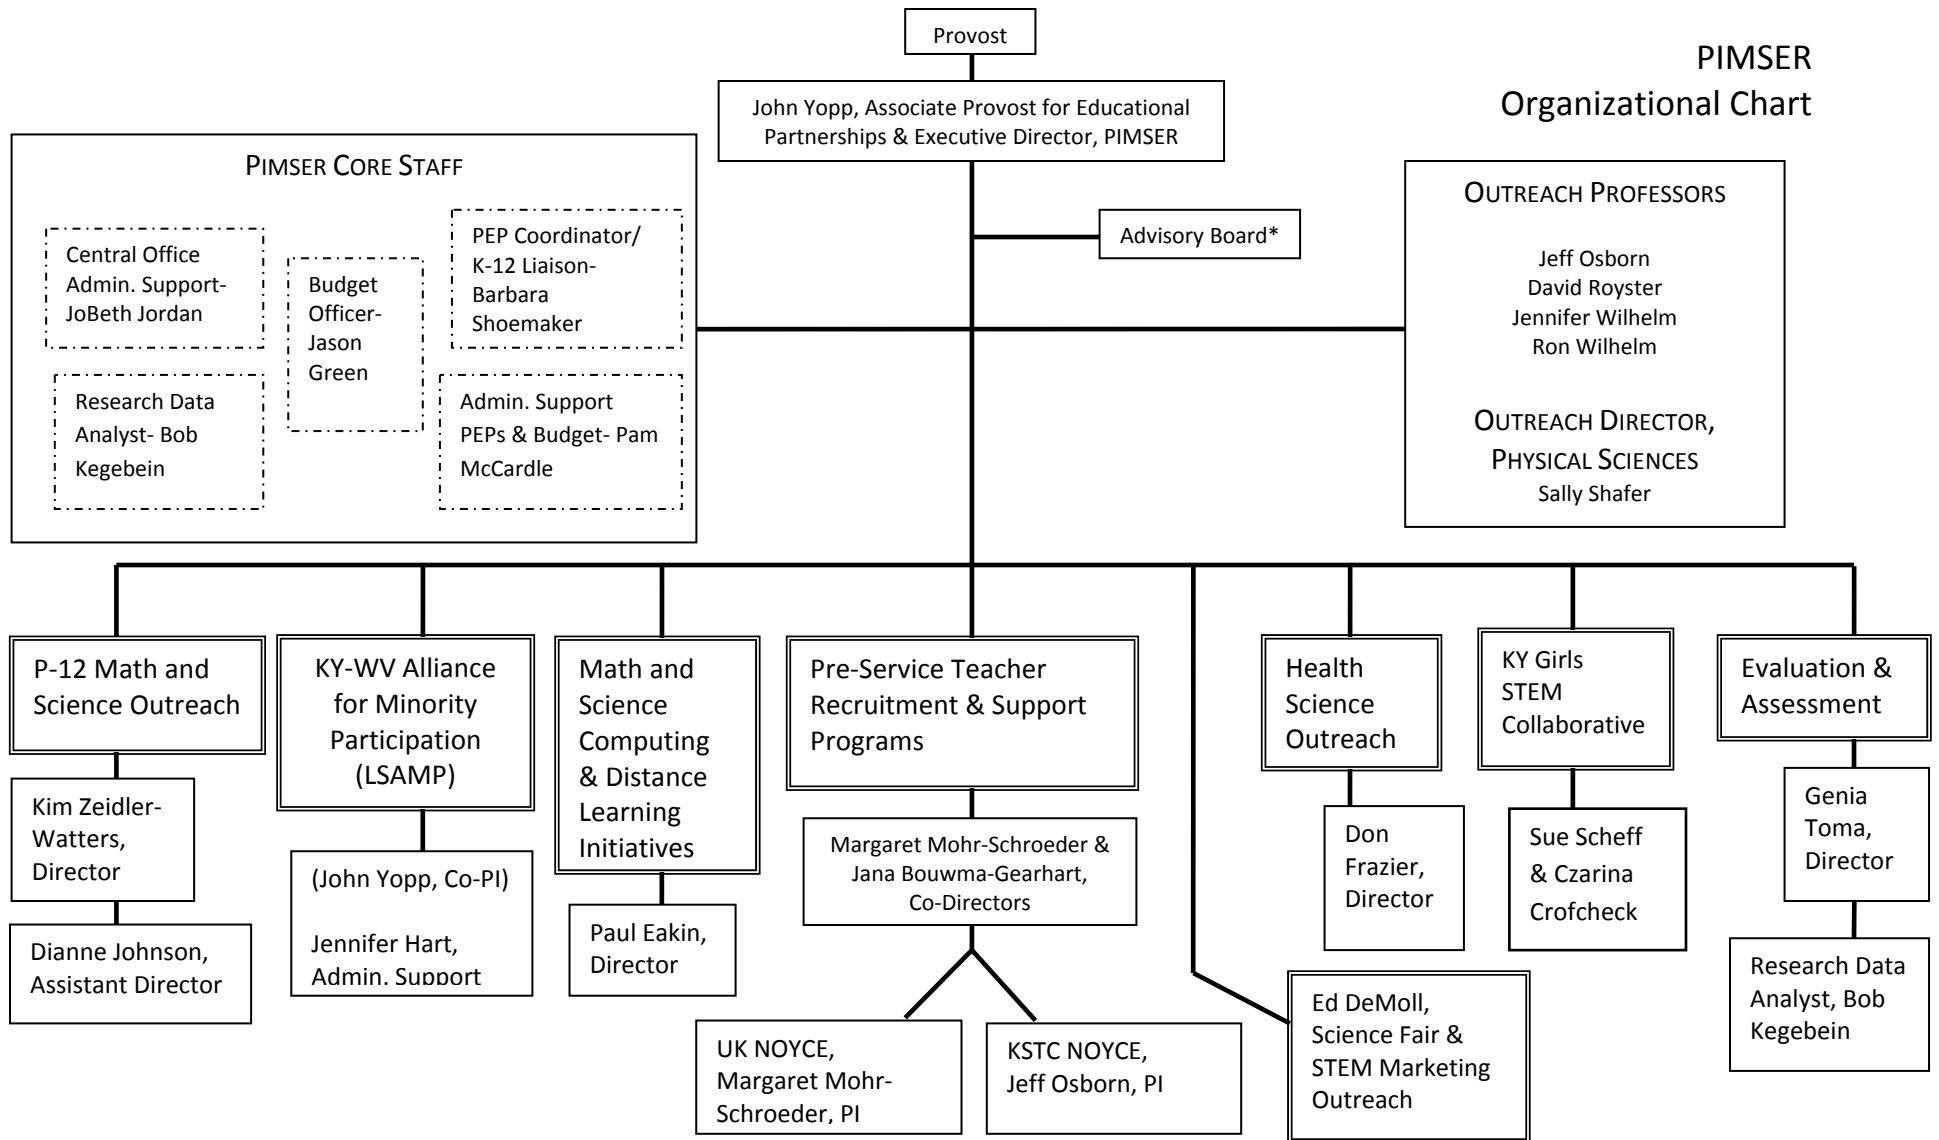 Provost
PIMSER
Organizational Chart
John Yopp, Associate Provost for Educational
Partnerships & Executive Director, PIMSER
PIMSER CORE STAFF
Central Office
Admin. Support-
JoBeth Jordan
Budget
Officer-
Jason
Green
PEP Coordinator/
K-12 Liaison-
Barbara
Shoemaker
Research Data
Analyst- Bob
Kegebein
Admin. Support
PEPs & Budget- Pam
McCardle
Advisory Board*
OUTREACH PROFESSORS
Jeff Osborn
David Royster
Jennifer Wilhelm
Ron Wilhelm
OUTREACH DIRECTOR,
PHYSICAL SCIENCES
Sally Shafer
P-12 Math and
Science Outreach
Kim Zeidler-
Watters,
Director
Dianne Johnson,
Assistant Director
KY-WV Alliance
for Minority
Participation
(LSAMP)
(John Yopp, Co-PI)
Jennifer Hart,
Admin. Support
Math and
Science
Computing
& Distance
Learning
Initiatives
Paul Eakin,
Director
Pre-Service Teacher
Recruitment & Support
Programs
Margaret Mohr-Schroeder &
Jana Bouwma-Gearhart,
Co-Directors
UK NOYCE,
Margaret Mohr-
Schroeder, PI
KSTC NOYCE,
Jeff Osborn, PI
Ed DeMoll,
Science Fair &
STEM Marketing
Outreach
Health
Science
Outreach
Don
Frazier,
Director
KY Girls
STEM
Collaborative
Sue Scheff
& Czarina
Crofcheck
Evaluation &
Assessment
Genia
Toma,
Director
Research Data
Analyst, Bob
Kegebein